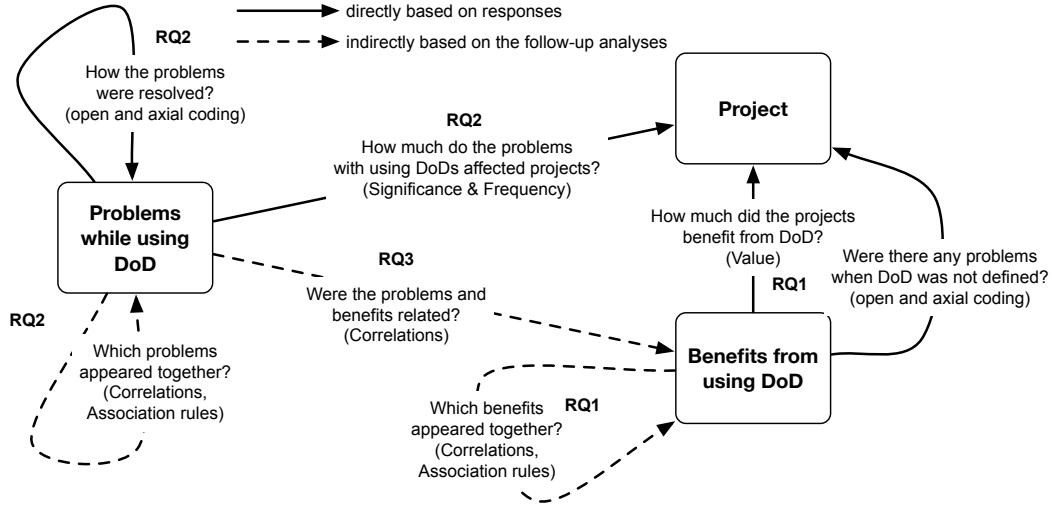 directly based on responses
indirectly based on the follow-up analyses
RQ2
How the problems
were resolved?
(open and axial coding)
Project
RQ2
How much do the problems
with using DoDs affected projects?
(Significance & Frequency)
Problems
while using
DoD
How much did the projects
benefit from DoD?
(Value)
RQ1
Were there any problems
when DoD was not defined?
(open and axial coding)
RQ3
Were the problems and
benefits related?
(Correlations)
RQ2
Which problems
appeared together?
(Correlations,
Association rules)
Benefits from
using DoD
Which benefits
appeared together?
(Correlations,
Association rules)
RQ1